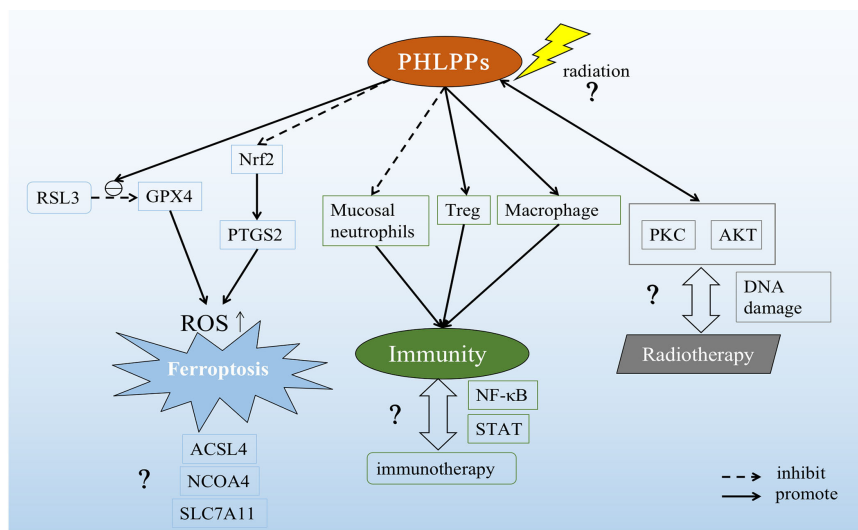 PHLPPs
radiation
?
Nrf2
RSL3
GPX4
PTGS2
Mucosal
neutrophils
Treg
Macrophage
PKC
AKT
?
DNA
damage
Radiotherapy
ROS ↑
Ferroptosis
Immunity
?
NF-κB
STAT
immunotherapy
?
ACSL4
NCOA4
SLC7A11
inhibit
promote